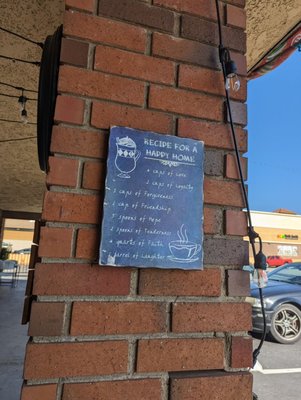 RECIPE FOR A
HAPPY HOME
4 cups of Love
2 cups of Loyalty
3 cups of Forgiveness
1 cup of Friendship
5 spoons of Hope
2 spoons of Tenderness
4 quarts of Faith
1 barrel of Laughter